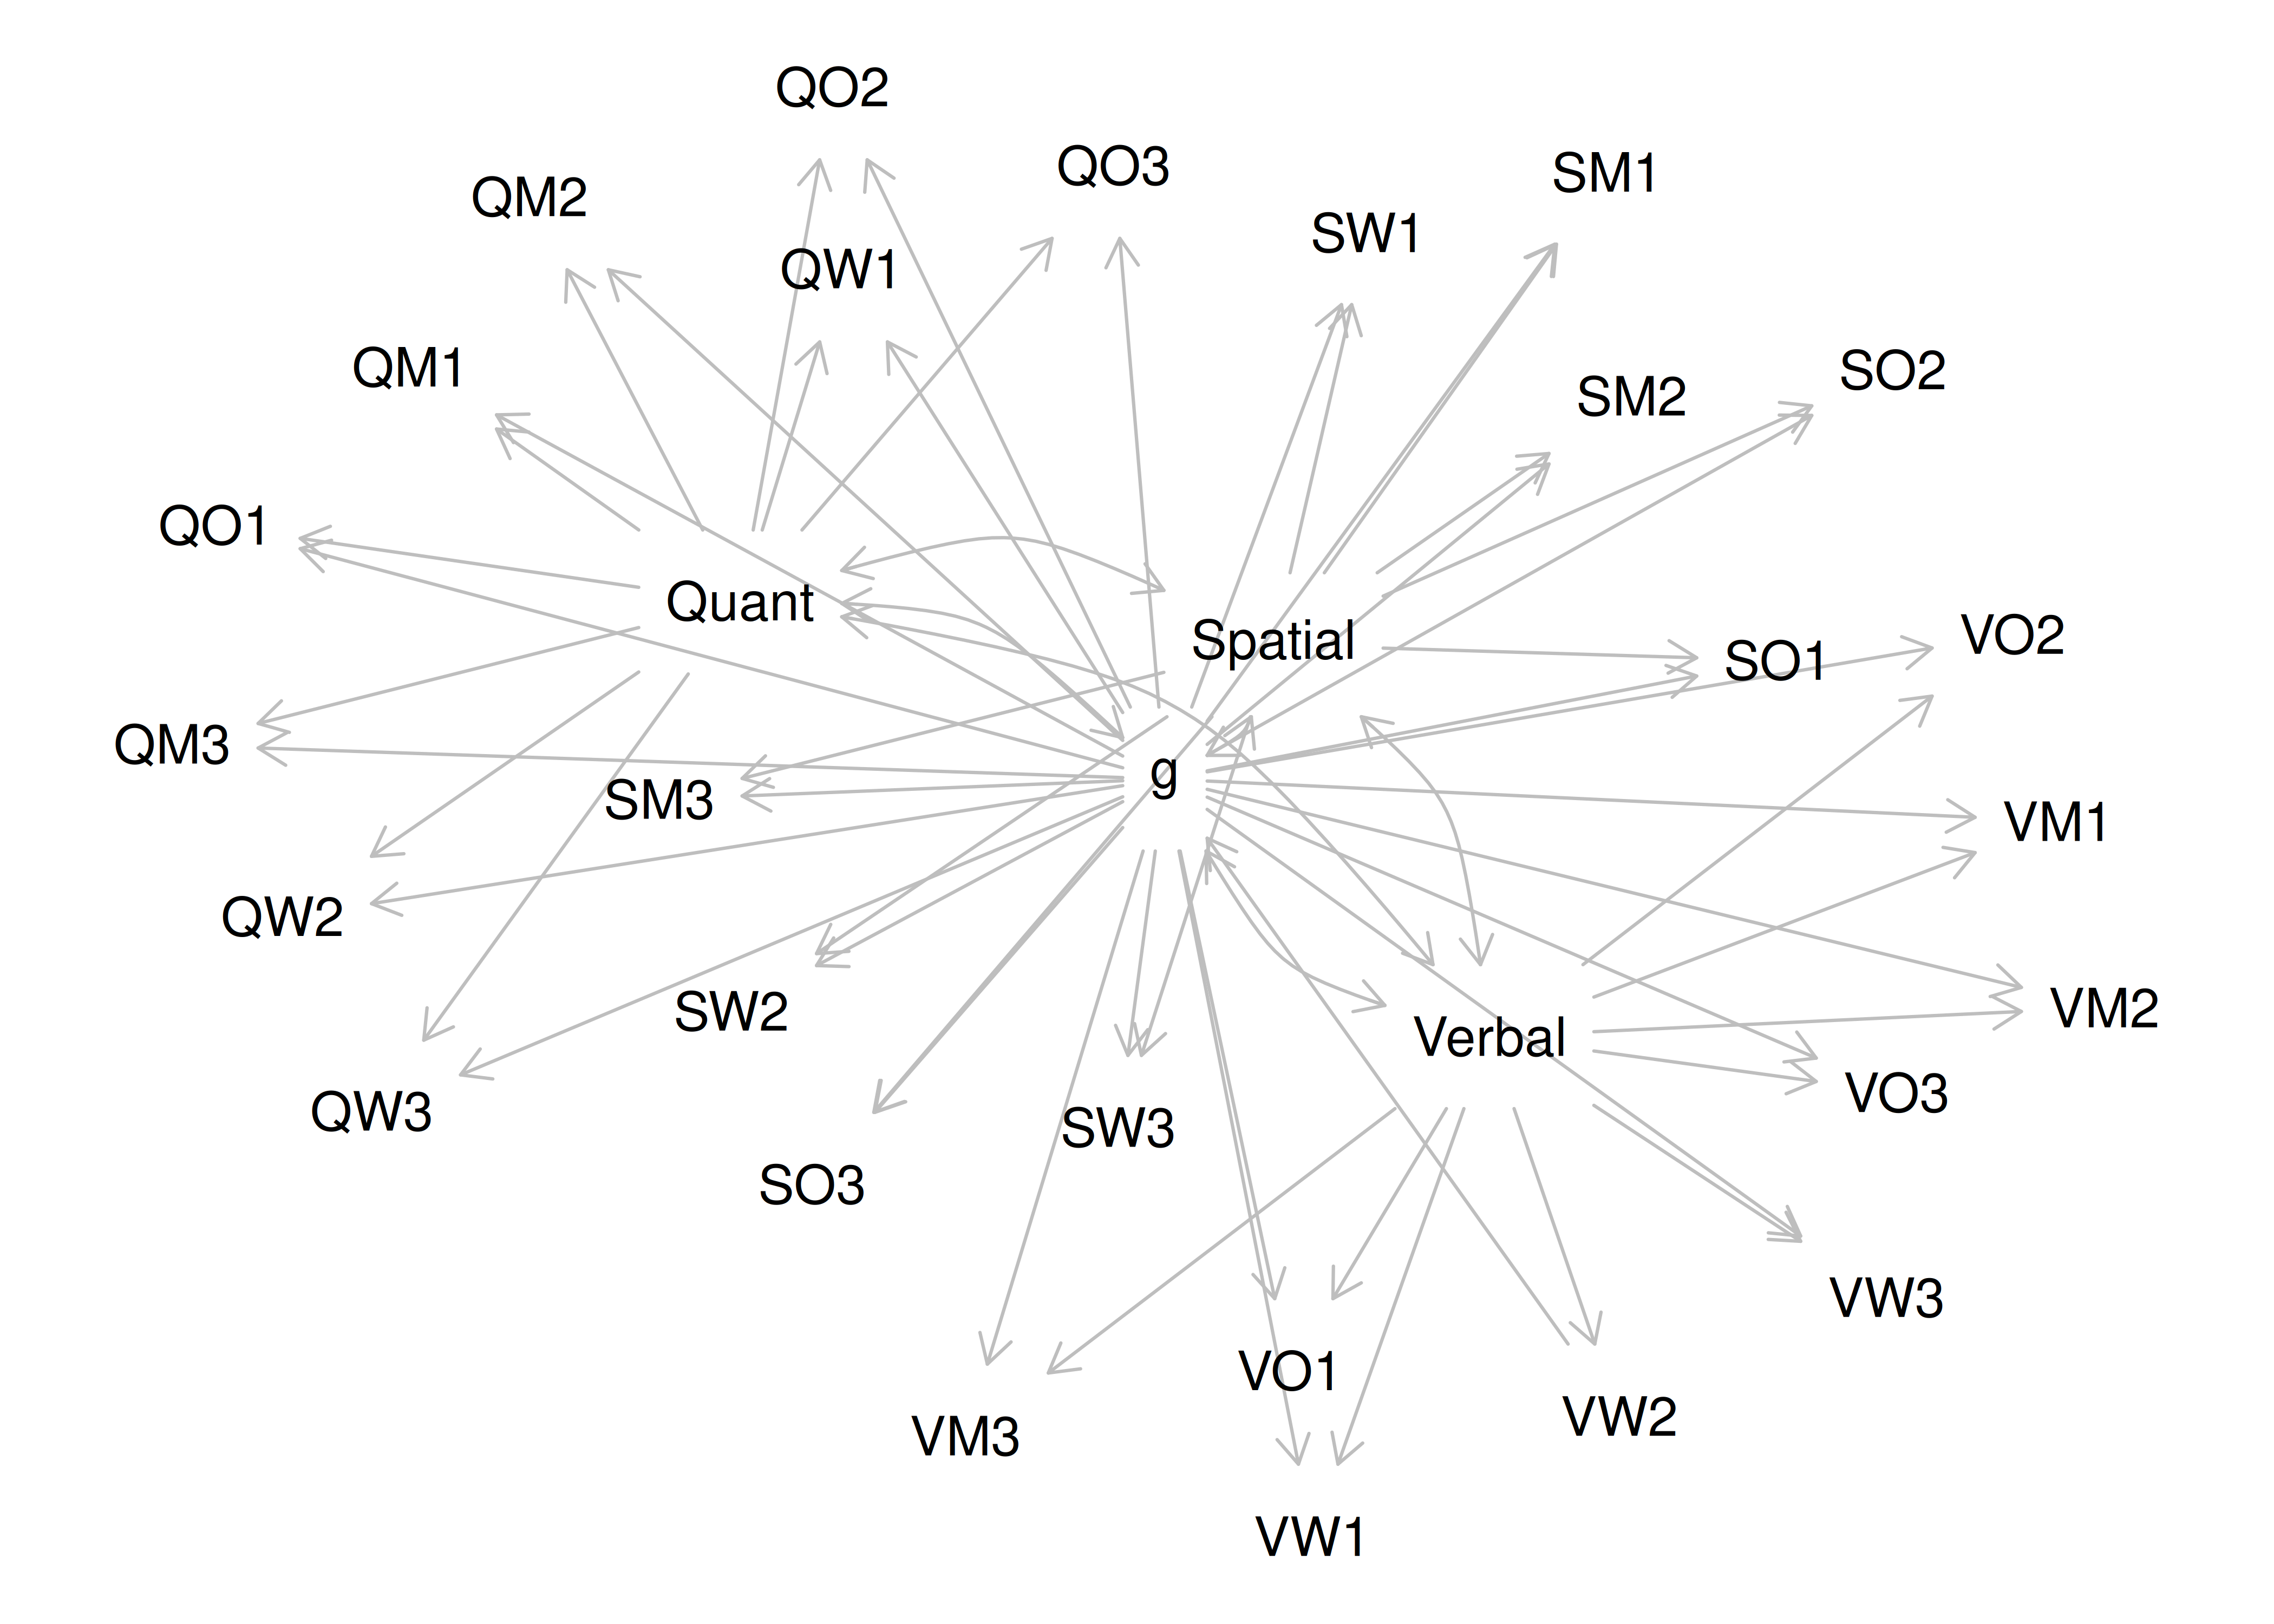 QO2
QO3
SM1
QM2
SW1
QW1
QM1
SO2
SM2
QO1
Quant
VO2
Spatial
SO1
QM3
g
SM3
VM1
QW2
SW2
VM2
Verbal
VO3
QW3
SW3
SO3
VW3
VO1
VW2
VM3
VW1